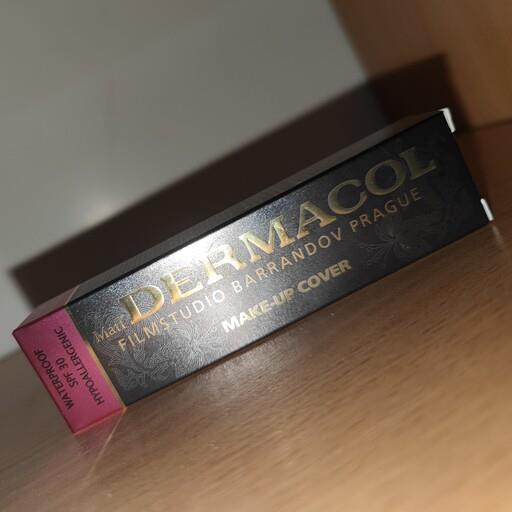 Matt DERMACOL
FILMSTUDIO BARRANDOV PRAGUE
MAKE-UP COVER
WATERPROOF
SPF 30
HYPOALLERGENIC